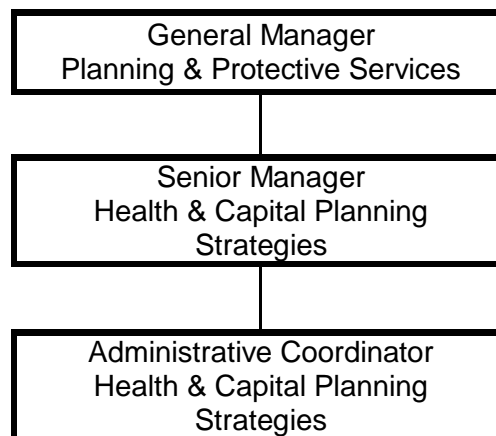 General Manager
Planning & Protective Services
Senior Manager
Health & Capital Planning
Strategies
Administrative Coordinator
Health & Capital Planning
Strategies